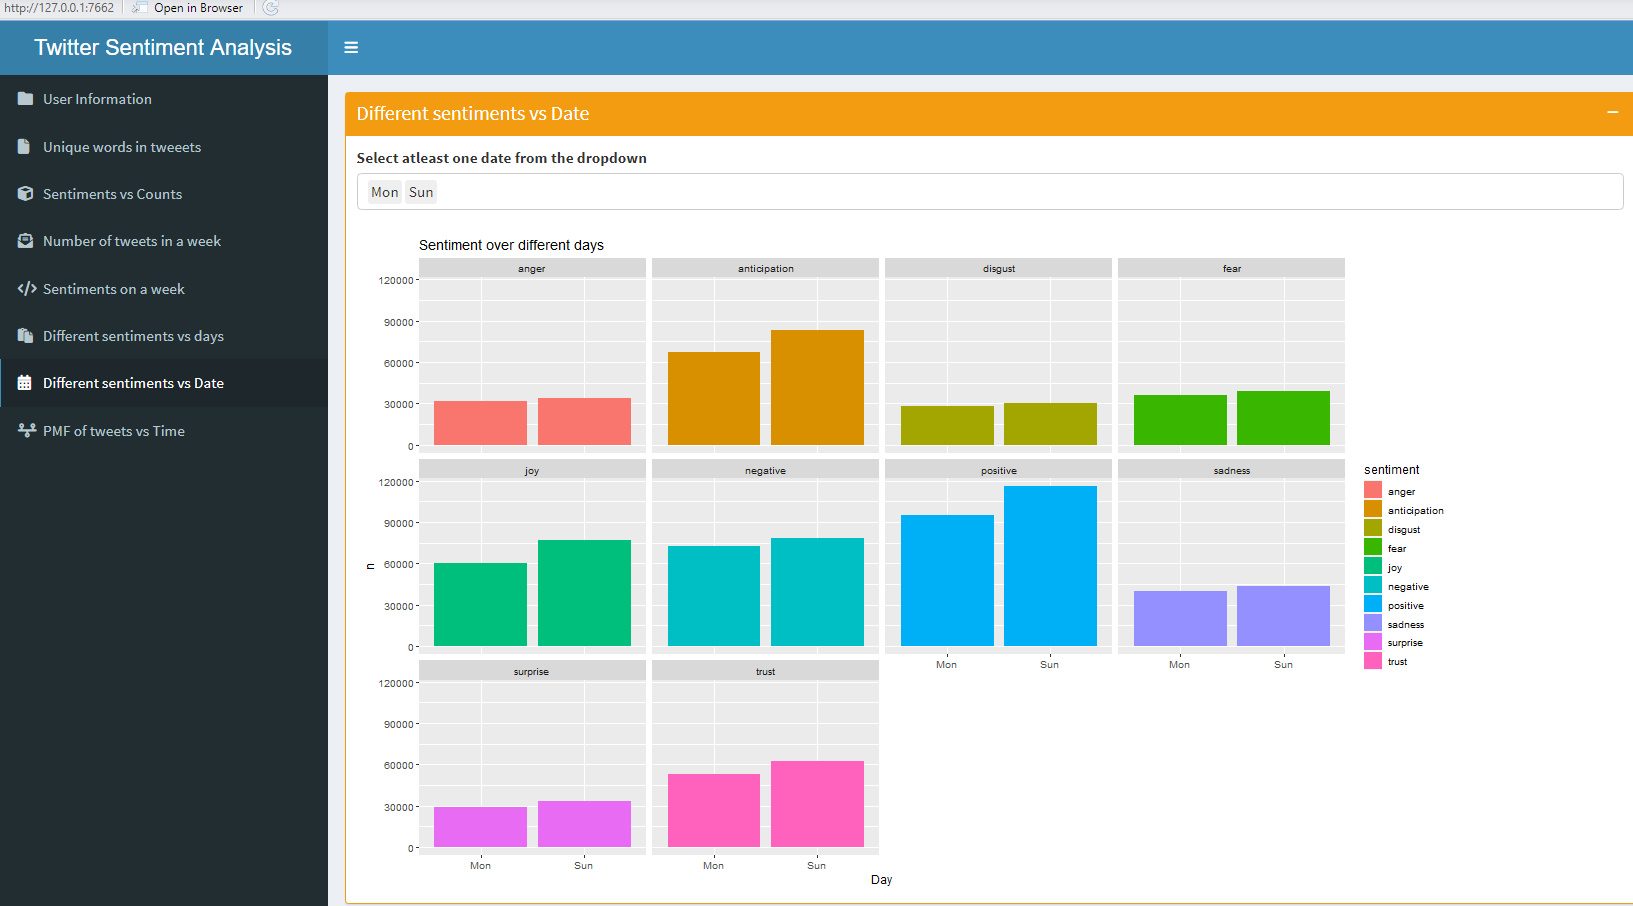 http://127.0.0.1:7662 Open in Browser
Twitter Sentiment Analysis
User Information
Unique words in tweeets
Sentiments vs Counts
Number of tweets in a week
Sentiments on a week
Different sentiments vs days
Different sentiments vs Date
PMF of tweets vs Time
Different sentiments vs Date
Select atleast one date from the dropdown
Mon Sun
Sentiment over different days
anger anticipation disgust fear
120000
90000
60000
30000
0
joy negative positive sadness
120000
90000
60000
30000
0
Mon Sun Mon Sun
surprise trust
120000
90000
60000
30000
0
Mon Sun Mon Sun
n
Day
sentiment
anger
anticipation
disgust
fear
joy
negative
positive
sadness
surprise
trust